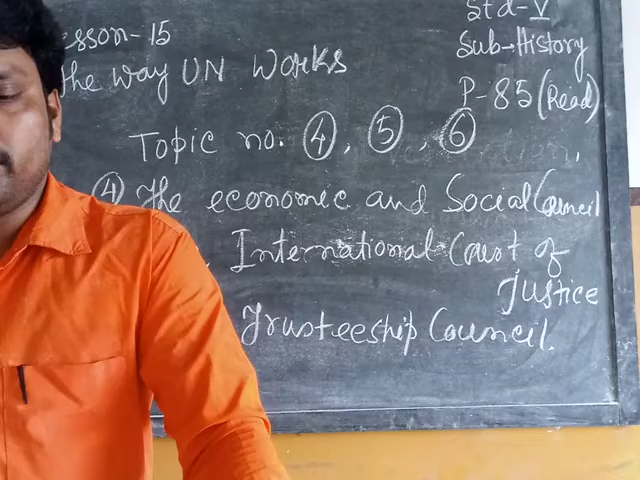 Std-V
esson-15
Sub→History
the way UN Works
P-85 (Read)
Topic no. ④, ⑤, ⑥
④ The economic and Social Council
International Court of
Justice
Trusteeship Council.